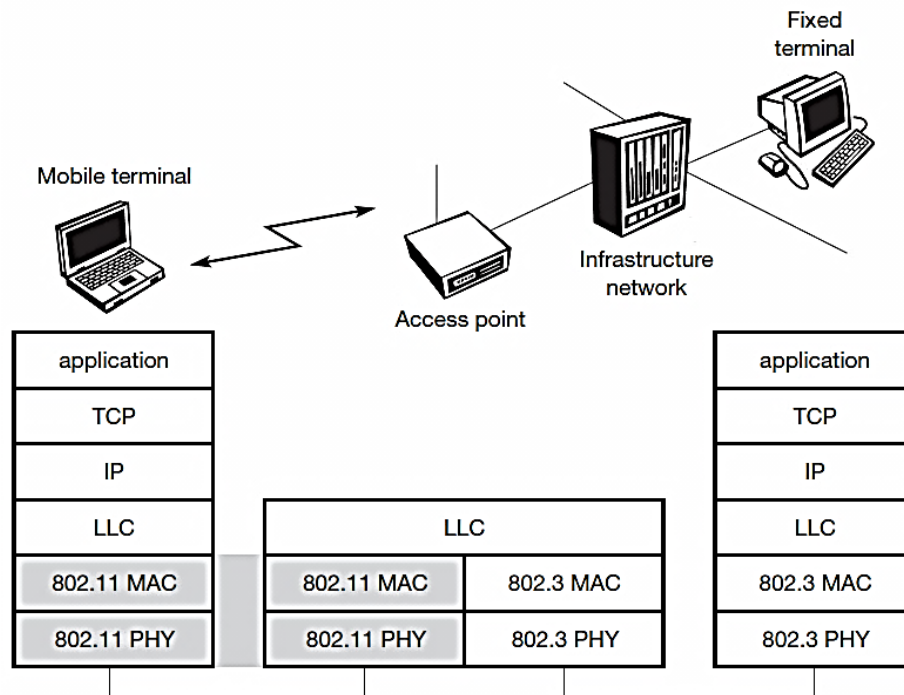 Fixed
terminal
Mobile terminal
Infrastructure
network
Access point
application
TCP
IP
LLC
802.11 MAC
802.11 PHY
LLC
802.11 MAC 802.3 MAC
802.11 PHY 802.3 PHY
application
TCP
IP
LLC
802.3 MAC
802.3 PHY